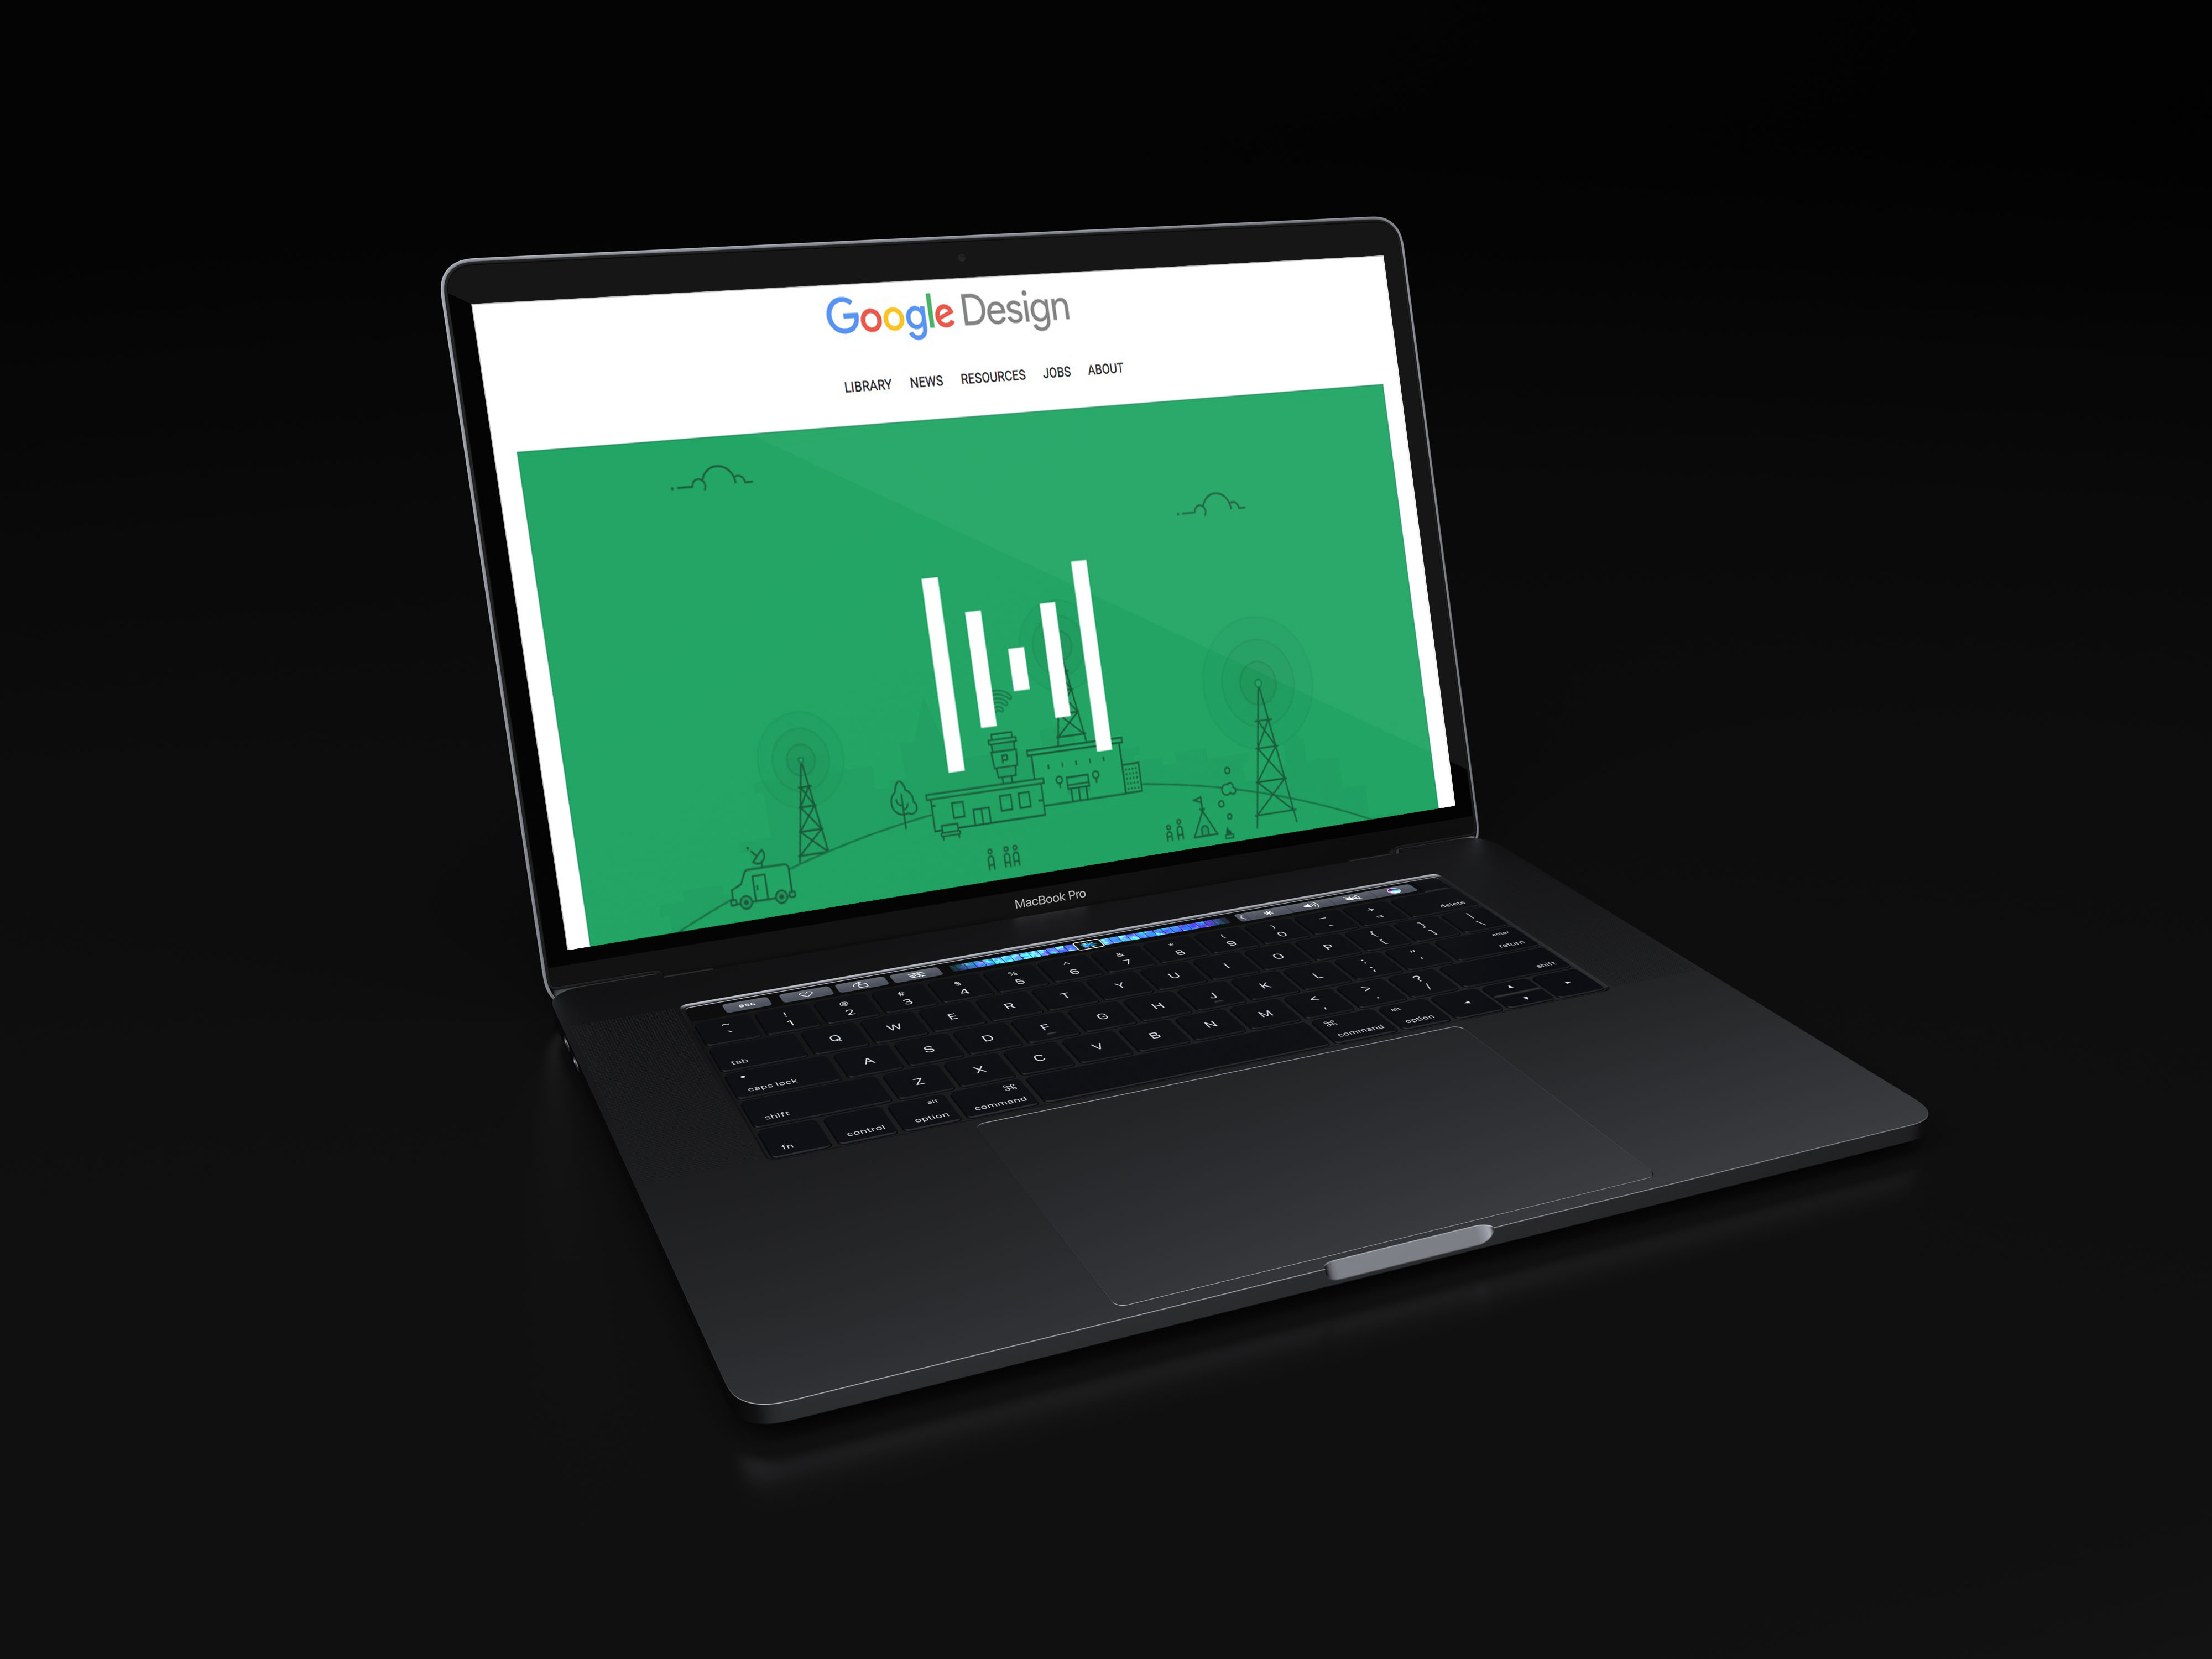 Google Design
LIBRARY NEWS RESOURCES JOBS ABOUT
P
MacBook Pro
esc
~ ! @ # $ % ^ & * ( ) _ +
` 1 2 3 4 5 6 7 8 9 0 - = delete
tab Q W E R T Y U I O P { [ } ] | \
caps lock A S D F G H J K L : ; " ' enter return
shift Z X C V B N M < , > . ? / shift
fn control alt option ⌘ command ⌘ command alt option